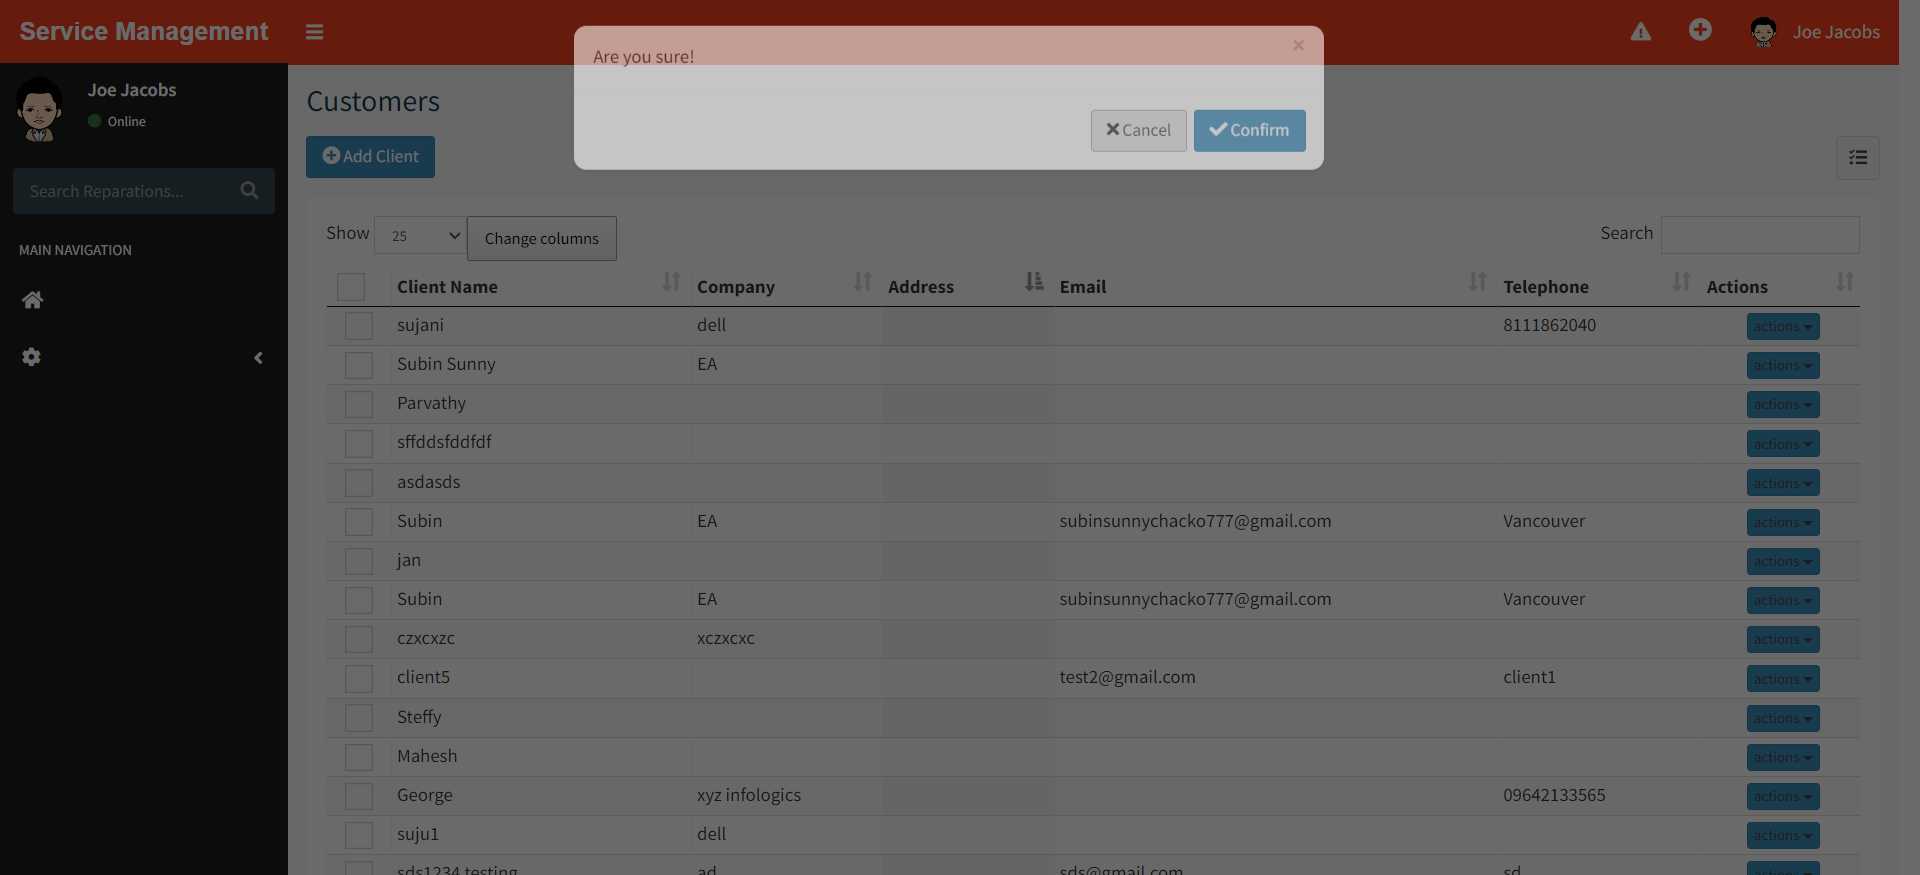 Service Management
Joe Jacobs
Are you sure!
×
Cancel
Confirm
Joe Jacobs
Online
Search Reparations...
MAIN NAVIGATION
Customers
Add Client
Show 25 Change columns
Search
Client Name Company Address Email Telephone Actions
sujani dell 8111862040 actions
Subin Sunny EA actions
Parvathy actions
sffddsfddfdf actions
asdasds actions
Subin EA subinsunnychacko777@gmail.com Vancouver actions
jan actions
Subin EA subinsunnychacko777@gmail.com Vancouver actions
czxcxzc xczxcxc actions
client5 test2@gmail.com client1 actions
Steffy actions
Mahesh actions
George xyz infologics 09642133565 actions
suju1 dell actions
sds1234 testing ad sds@gmail.com sd actions